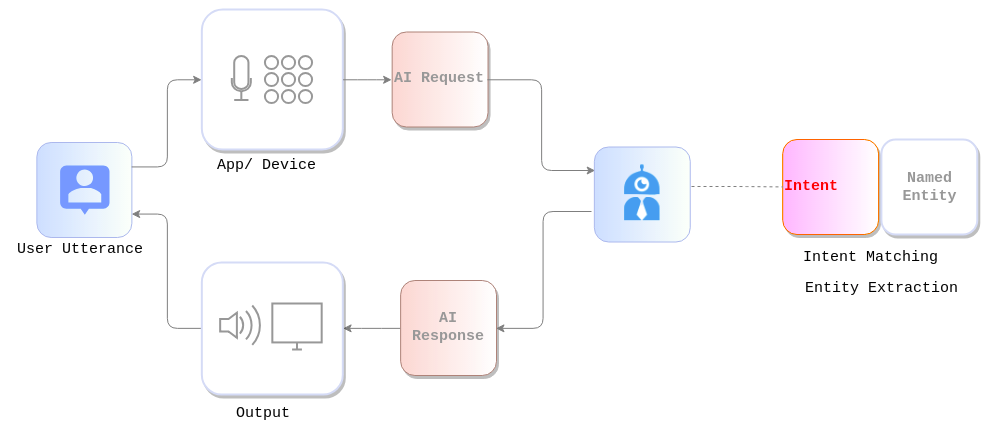 AI Request
App/ Device
User Utterance
Intent
Named
Entity
Intent Matching
Entity Extraction
AI
Response
Output